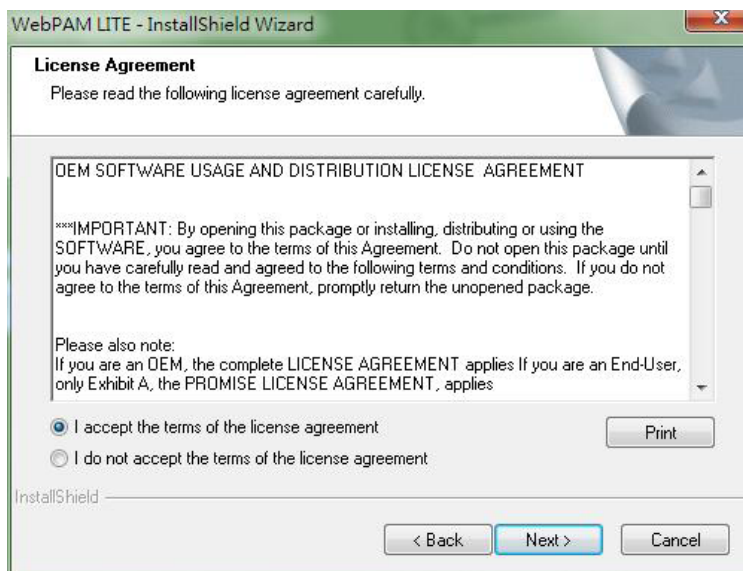 WebPAM LITE - InstallShield Wizard
License Agreement
Please read the following license agreement carefully.
OEM SOFTWARE USAGE AND DISTRIBUTION LICENSE AGREEMENT
***IMPORTANT: By opening this package or installing, distributing or using the
SOFTWARE, you agree to the terms of this Agreement. Do not open this package until
you have carefully read and agreed to the following terms and conditions. If you do not
agree to the terms of this Agreement, promptly return the unopened package.
Please also note:
If you are an OEM, the complete LICENSE AGREEMENT applies If you are an End-User,
only Exhibit A, the PROMISE LICENSE AGREEMENT, applies
I accept the terms of the license agreement
Print
I do not accept the terms of the license agreement
InstallShield
< Back
Next >
Cancel